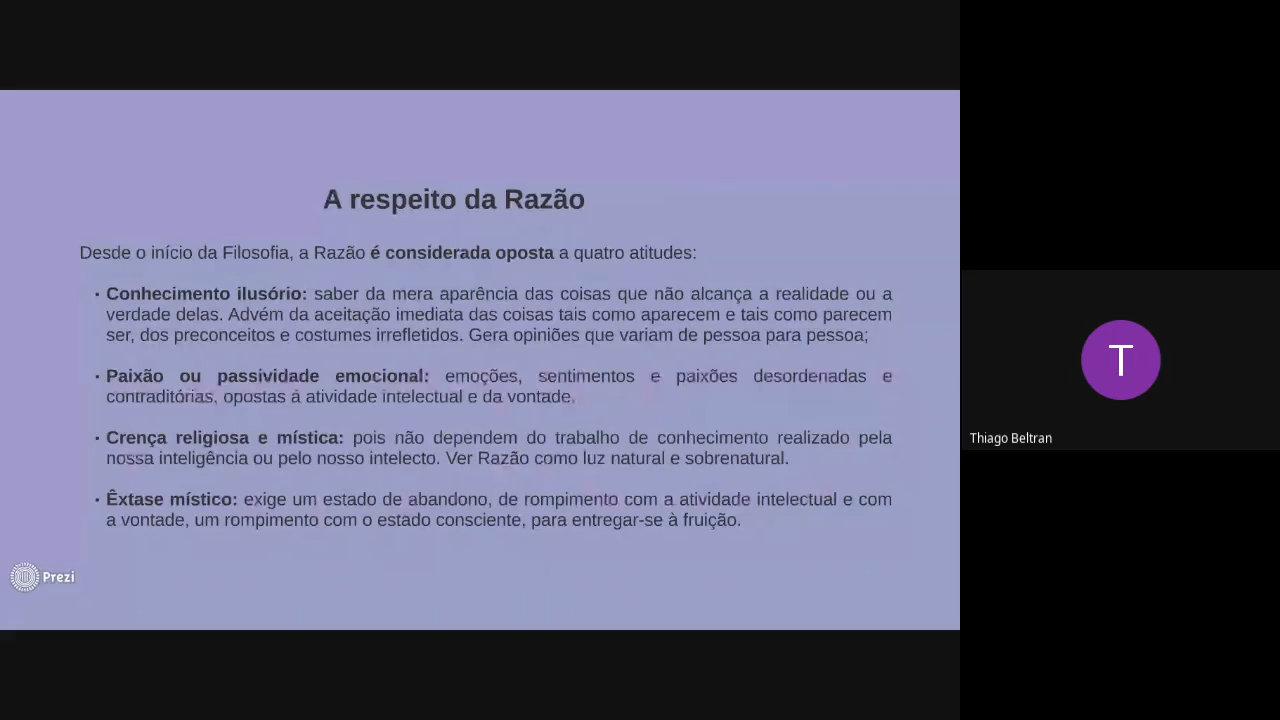 A respeito da Razão
Desde o início da Filosofia, a Razão é considerada oposta a quatro atitudes:
• Conhecimento ilusório: saber da mera aparência das coisas que não alcança a realidade ou a
verdade delas. Advém da aceitação imediata das coisas tais como aparecem e tais como parecem
ser, dos preconceitos e costumes irrefletidos. Gera opiniões que variam de pessoa para pessoa;
• Paixão ou passividade emocional: emoções, sentimentos e paixões desordenadas e
contraditórias, opostas á atividade intelectual e da vontade.
• Crença religiosa e mística: pois não dependem do trabalho de conhecimento realizado pela
nossa inteligência ou pelo nosso intelecto. Ver Razão como luz natural e sobrenatural.
• Êxtase místico: exige um estado de abandono, de rompimento com a atividade intelectual e com
a vontade, um rompimento com o estado consciente, para entregar-se à fruição.
Prezi
T
Thiago Beltran